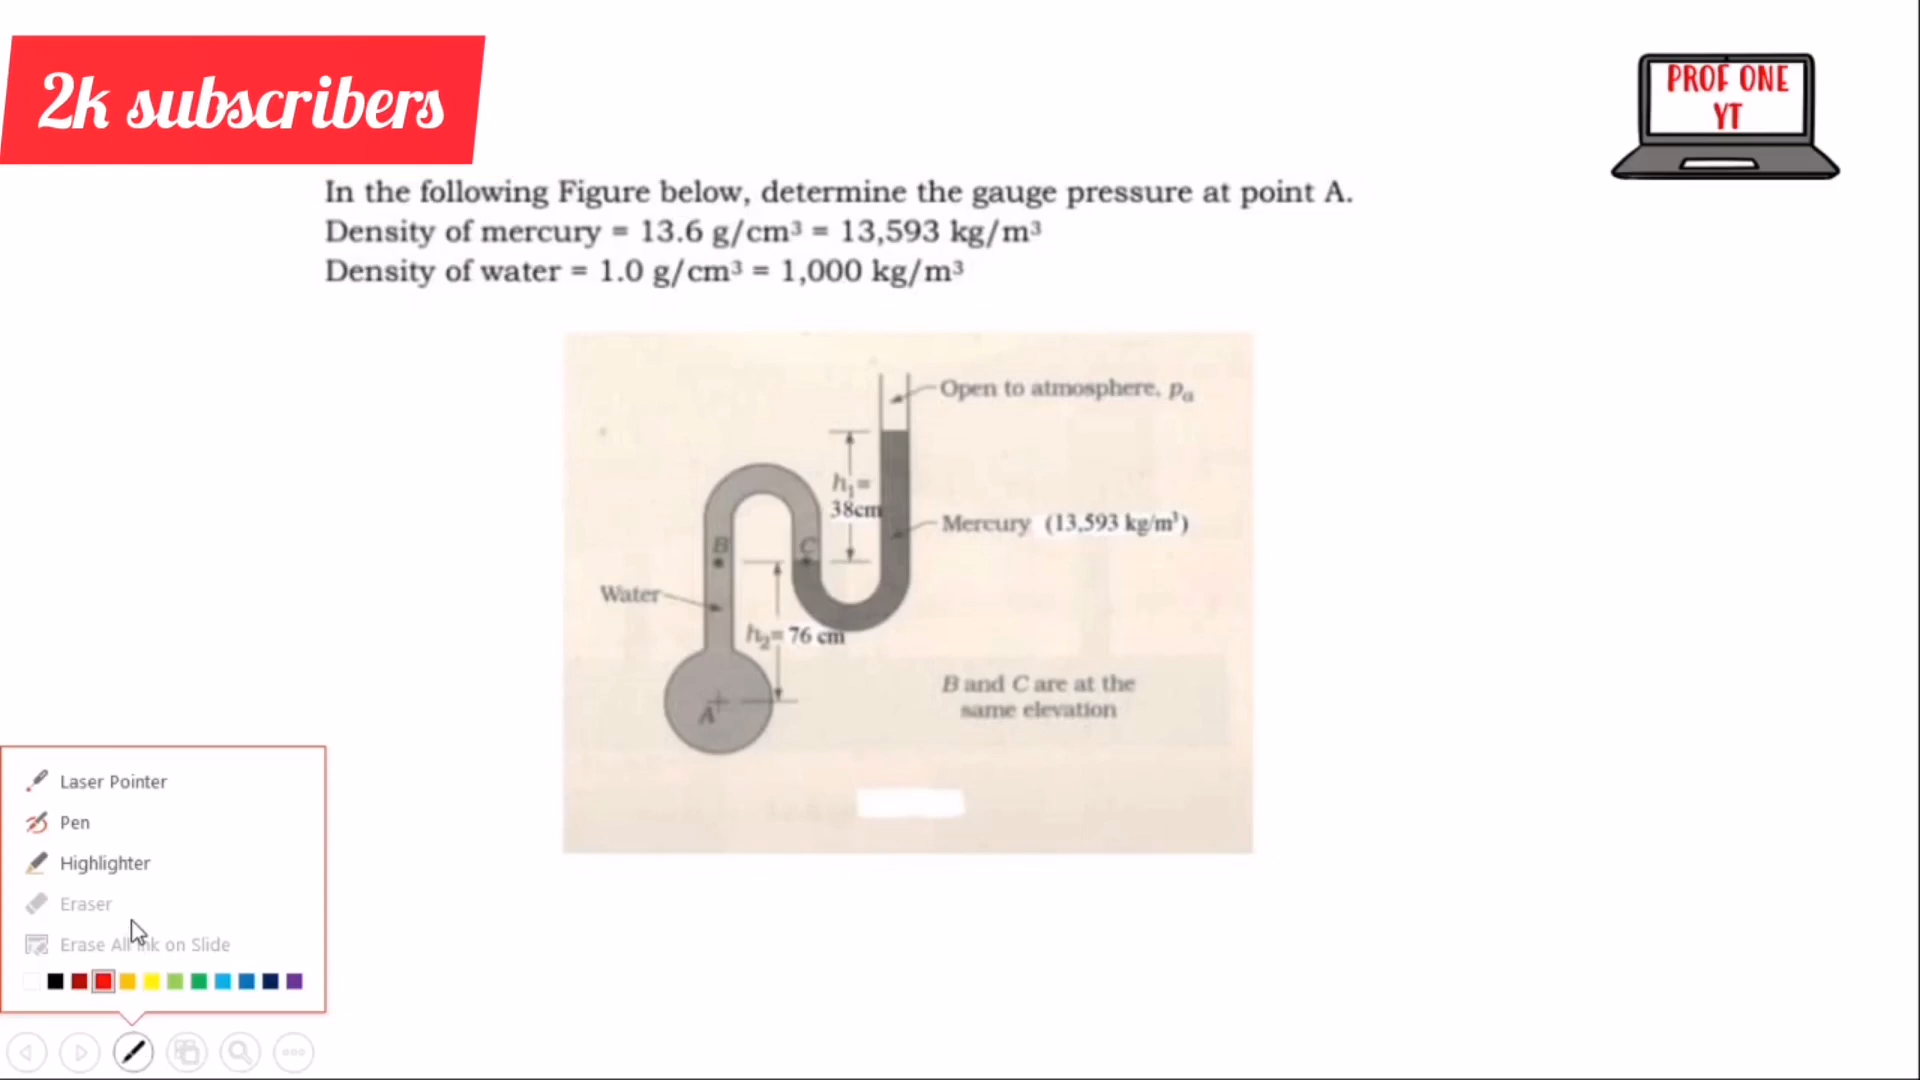 2k subscribers
PROF ONE
YT
In the following Figure below, determine the gauge pressure at point A.
Density of mercury = 13.6 g/cm³ = 13,593 kg/m³
Density of water = 1.0 g/cm³ = 1,000 kg/m³
Open to atmosphere, pₐ
h₁=
38cm
Mercury (13,593 kg/m³)
B
C
Water
h₂= 76 cm
B and C are at the
same elevation
A
Laser Pointer
Pen
Highlighter
Eraser
Erase All Ink on Slide